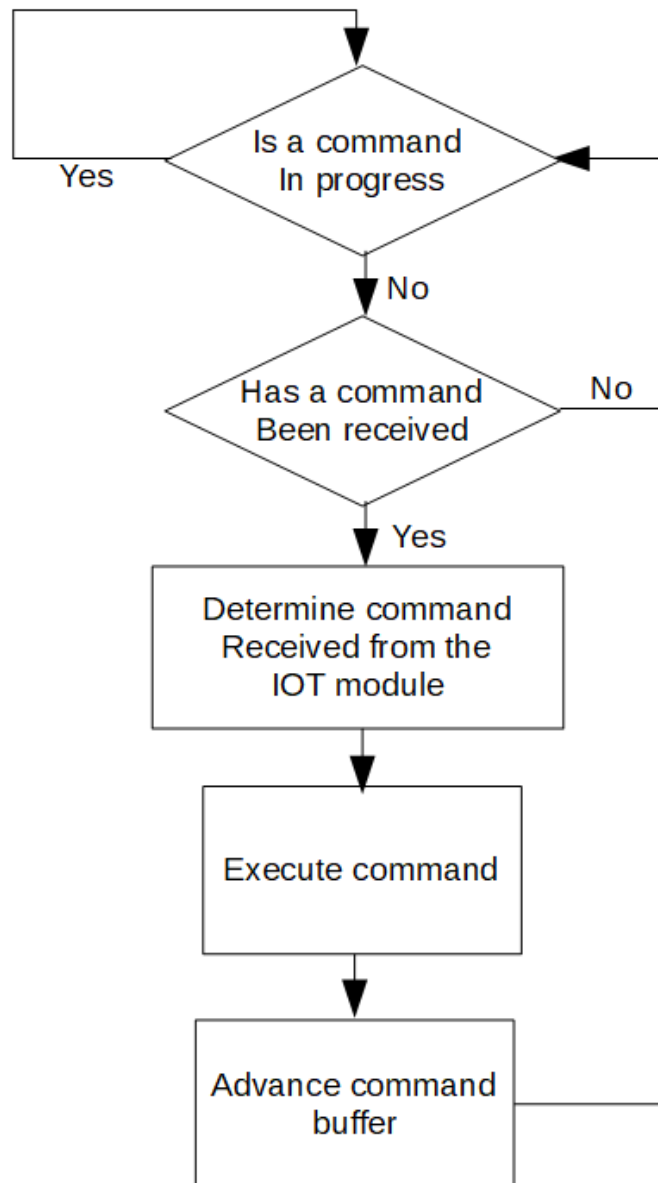 Is a command
In progress
Yes
No
Has a command
Been received
No
Yes
Determine command
Received from the
IOT module
Execute command
Advance command
buffer